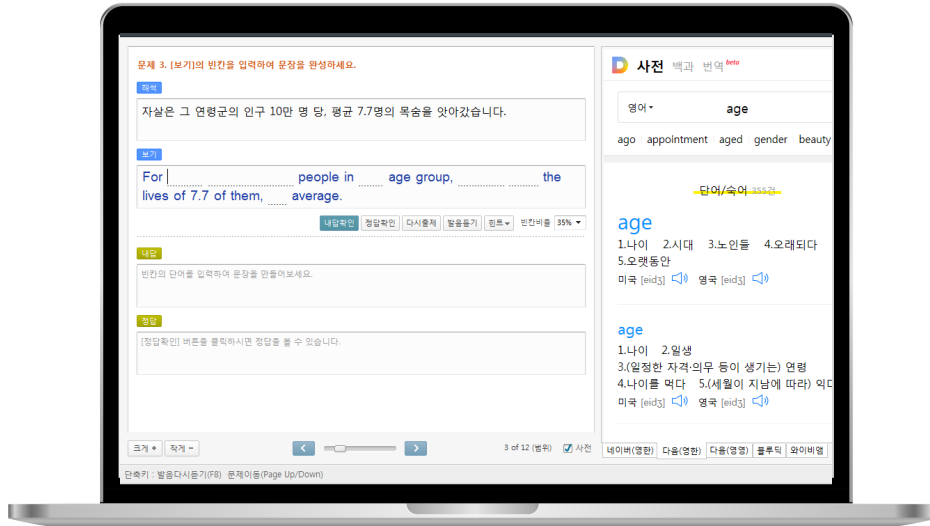 문제 3. [보기]의 빈칸을 입력하여 문장을 완성하세요.
해석
자살은 그 연령군의 인구 10만 명 당, 평균 7.7명의 목숨을 앗아갔습니다.
보기
For people in age group, the
lives of 7.7 of them, average.
내답확인 정답확인 다시출제 발음듣기 힌트 빈칸비율 35%
내답
빈칸의 단어를 입력하여 문장을 만들어보세요.
정답
[정답확인] 버튼을 클릭하시면 정답을 볼 수 있습니다.
크게 + 작게 - < > 3 of 12 (범위) 사전
단축키 : 발음다시듣기(F8) 문제이동(Page Up/Down)
D 사전 백과 번역 beta
영어 age
ago appointment aged gender beauty
단어/숙어 355건
age
1.나이 2.시대 3.노인들 4.오래되다
5.오랫동안
미국 [eidʒ] 영국 [eidʒ]
age
1.나이 2.일생
3.(일정한 자격·의무 등이 생기는) 연령
4.나이를 먹다 5.(세월이 지남에 따라) 익다
미국 [eidʒ] 영국 [eidʒ]
네이버(영한) 다음(영한) 다음(영영) 플루딕 와이비엠